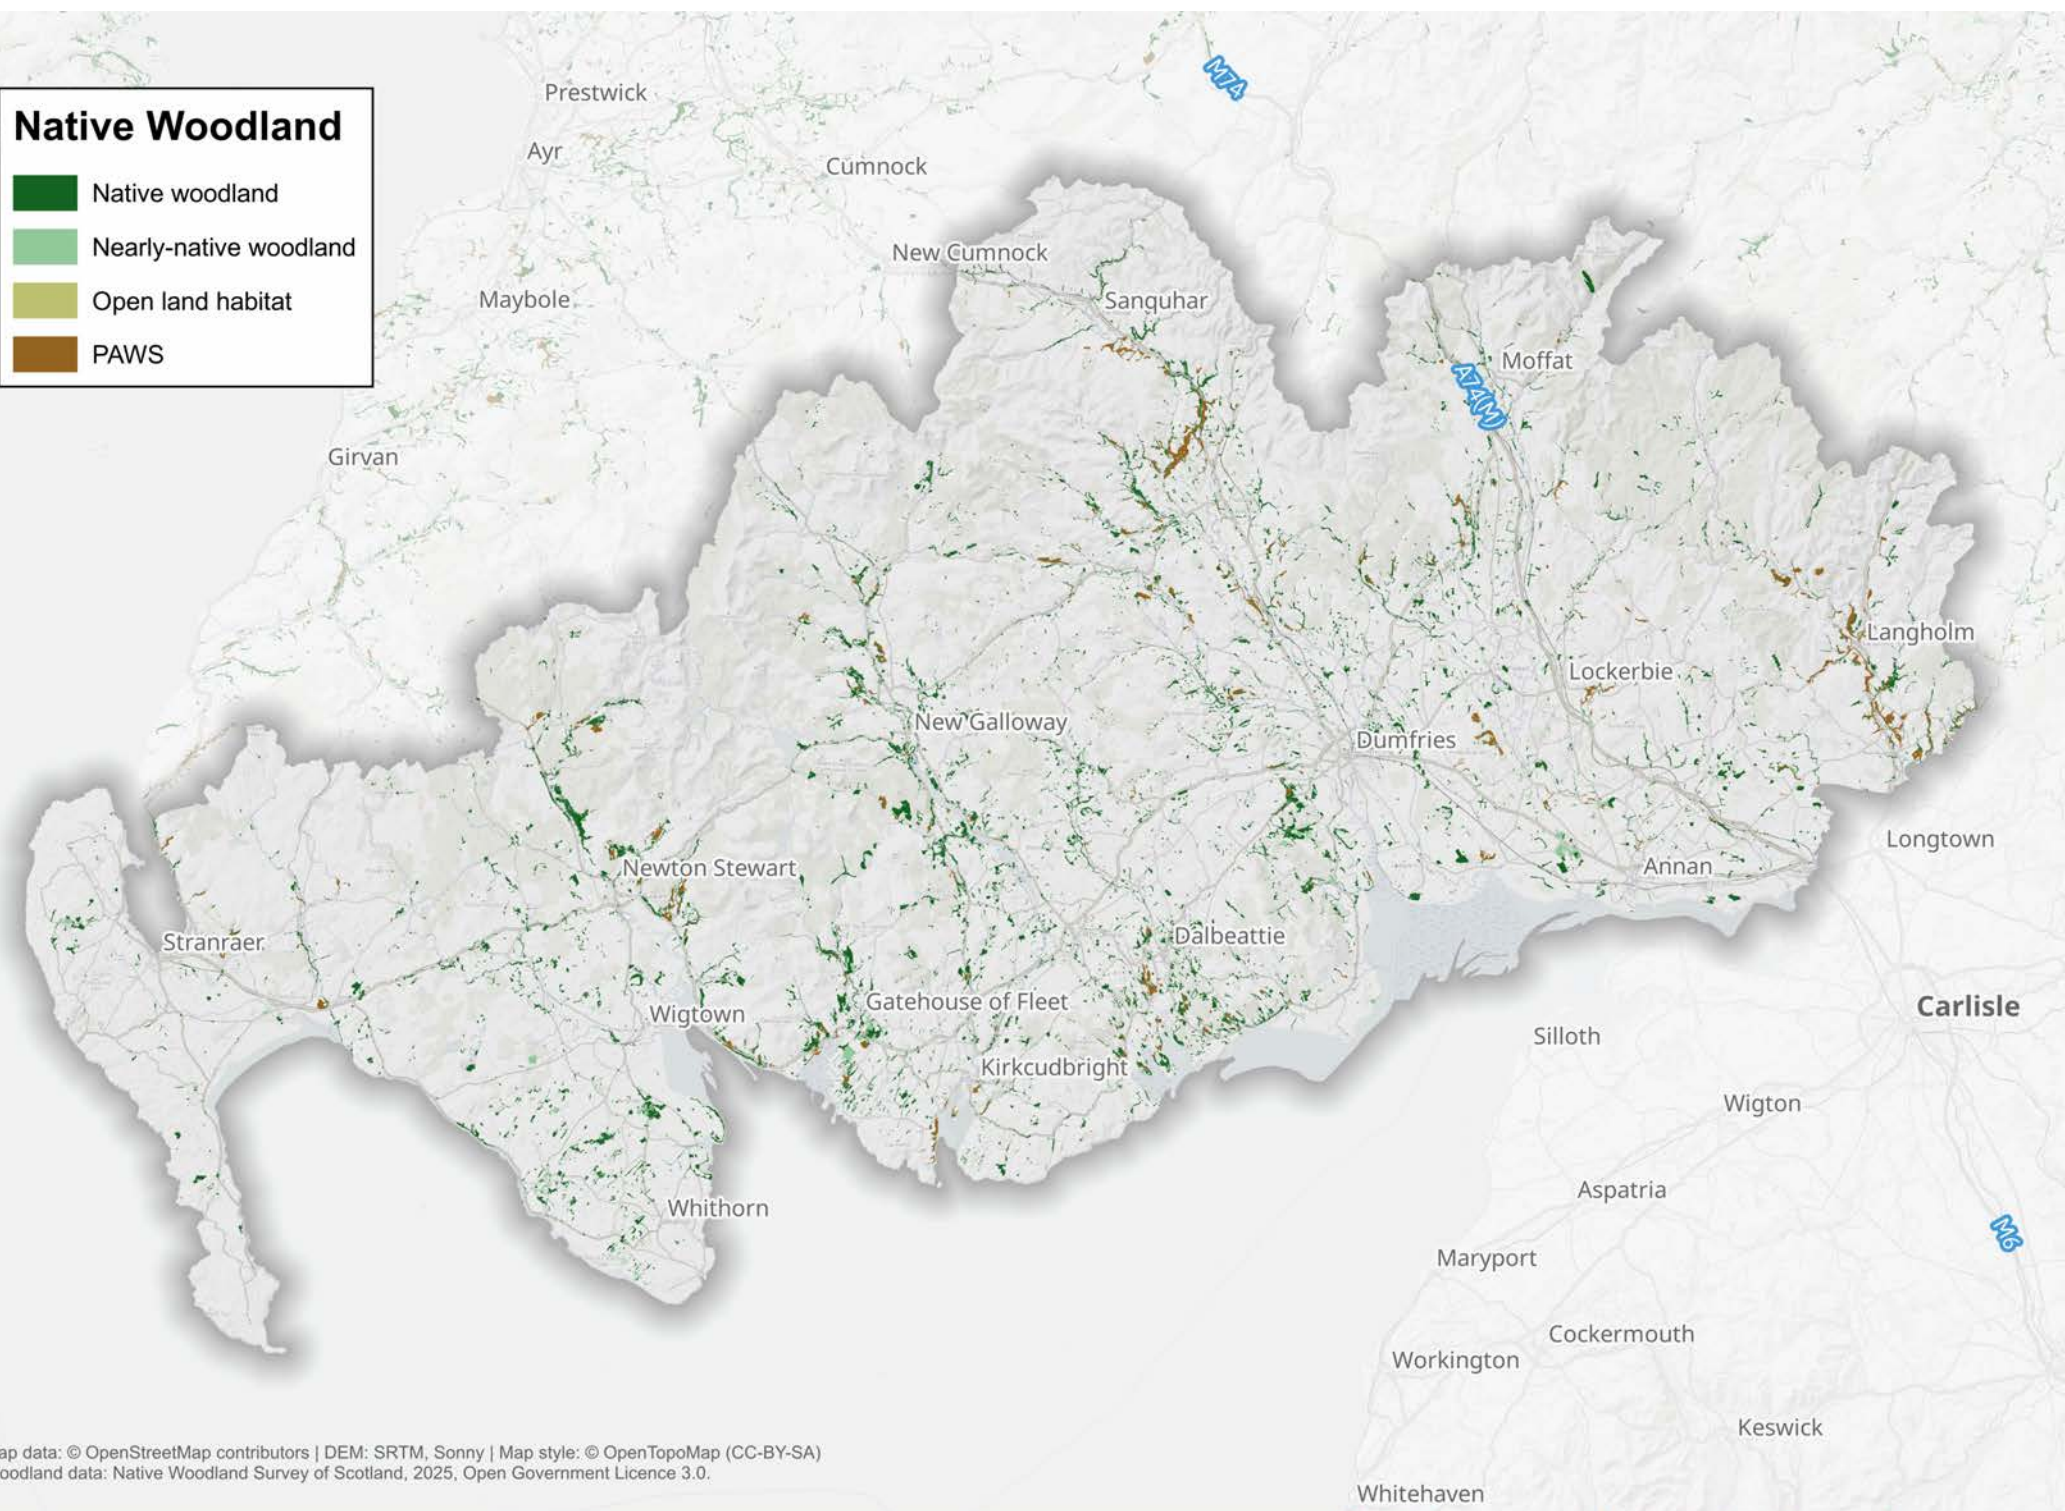 Native Woodland
Native woodland
Nearly-native woodland
Open land habitat
PAWS
M74
Prestwick
Ayr
Cumnock
New Cumnock
Sanquhar
Maybole
Moffat
A74(M)
Girvan
Langholm
Lockerbie
New Galloway
Dumfries
Longtown
Newton Stewart
Annan
Stranraer
Dalbeattie
Gatehouse of Fleet
Wigtown
Carlisle
Silloth
Kirkcudbright
Wigton
Aspatria
Whithorn
M6
Maryport
Cockermouth
Workington
Keswick
ap data: © OpenStreetMap contributors | DEM: SRTM, Sonny | Map style: © OpenTopoMap (CC-BY-SA)
oodland data: Native Woodland Survey of Scotland, 2025, Open Government Licence 3.0.
Whitehaven